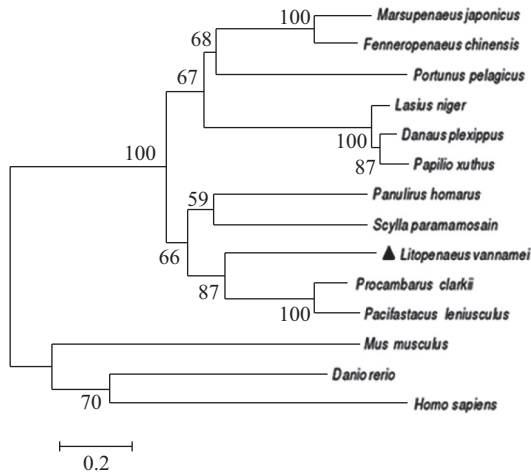 100
Marsupenaeus japonicus
Fenneropenaeus chinensis
68
Portunus pelagicus
67
Lasius niger
100
Danaus plexippus
87
Papilio xuthus
100
Panulirus homarus
59
Scylla paramamosain
66
▲ Litopenaeus vannamei
87
Procambarus clarkii
100
Pacifastacus leniusculus
Mus musculus
Danio rerio
70
Homo sapiens
0.2